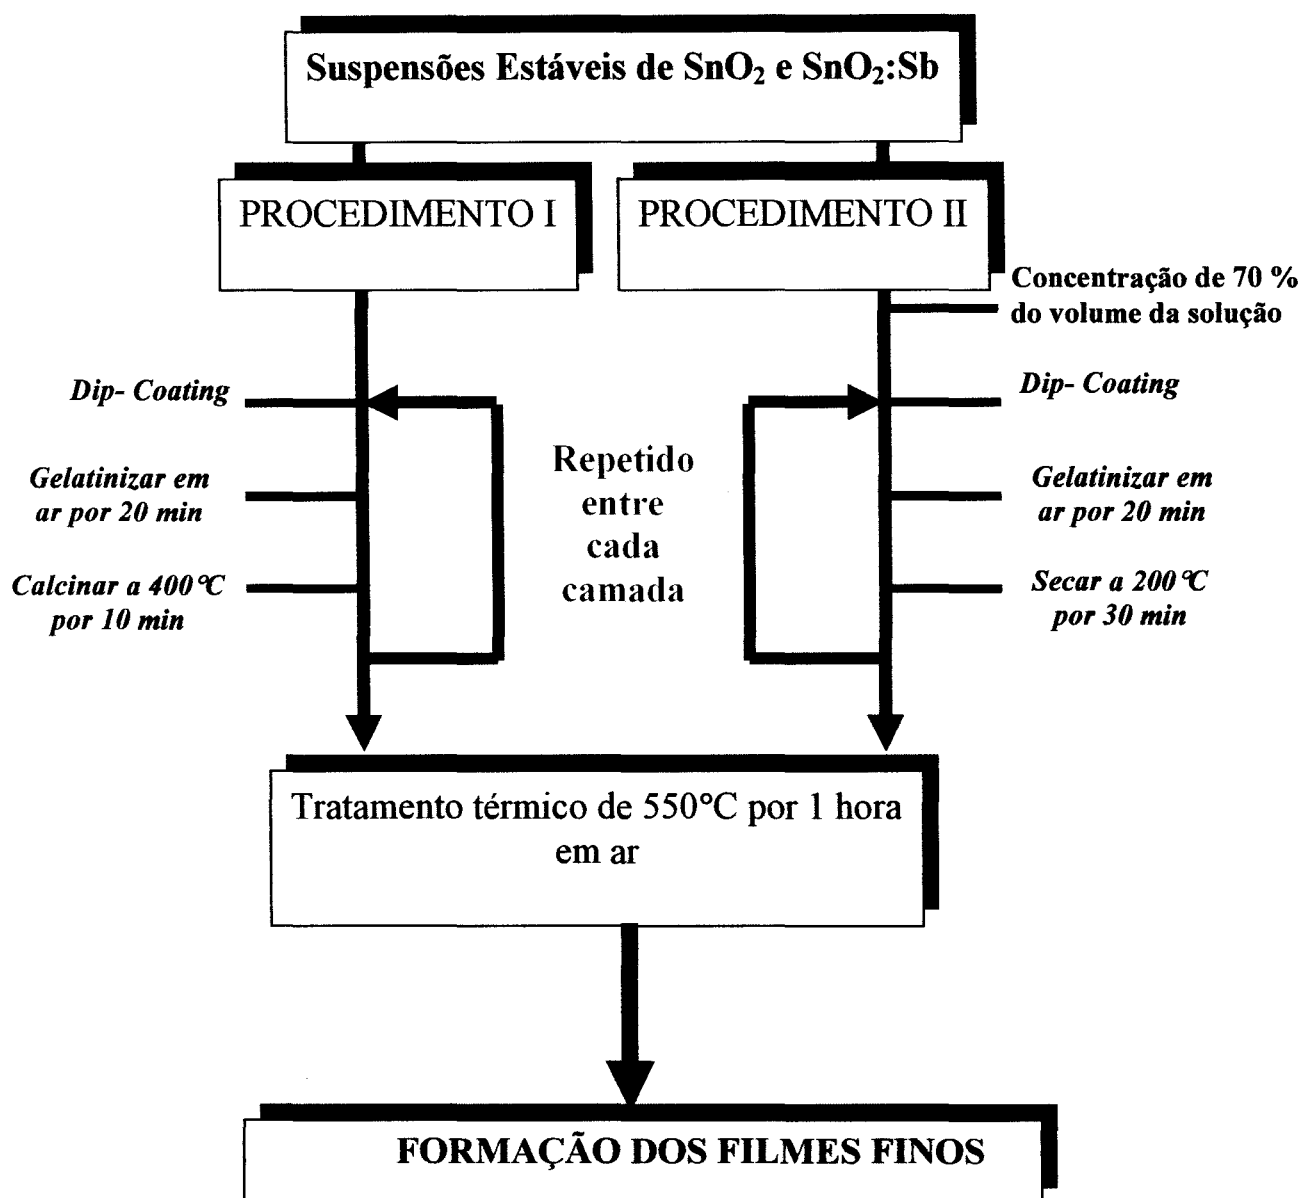 Suspensões Estáveis de SnO₂ e SnO₂:Sb
PROCEDIMENTO I
PROCEDIMENTO II
Concentração de 70 %
do volume da solução
Dip- Coating
Gelatinizar em
ar por 20 min
Calcinar a 400°C
por 10 min
Repetido
entre
cada
camada
Dip- Coating
Gelatinizar em
ar por 20 min
Secar a 200°C
por 30 min
Tratamento térmico de 550°C por 1 hora
em ar
FORMAÇÃO DOS FILMES FINOS